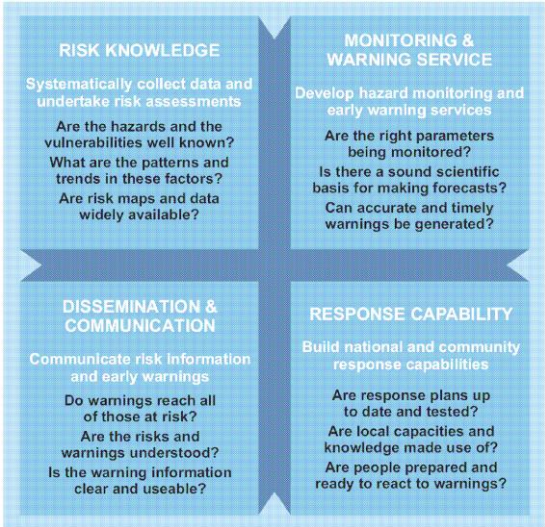 RISK KNOWLEDGE
Systematically collect data and
undertake risk assessments
Are the hazards and the
vulnerabilities well known?
What are the patterns and
trends in these factors?
Are risk maps and data
widely available?
MONITORING &
WARNING SERVICE
Develop hazard monitoring and
early warning services
Are the right parameters
being monitored?
Is there a sound scientific
basis for making forecasts?
Can accurate and timely
warnings be generated?
DISSEMINATION &
COMMUNICATION
Communicate risk information
and early warnings
Do warnings reach all
of those at risk?
Are the risks and
warnings understood?
Is the warning information
clear and useable?
RESPONSE CAPABILITY
Build national and community
response capabilities
Are response plans up
to date and tested?
Are local capacities and
knowledge made use of?
Are people prepared and
ready to react to warnings?